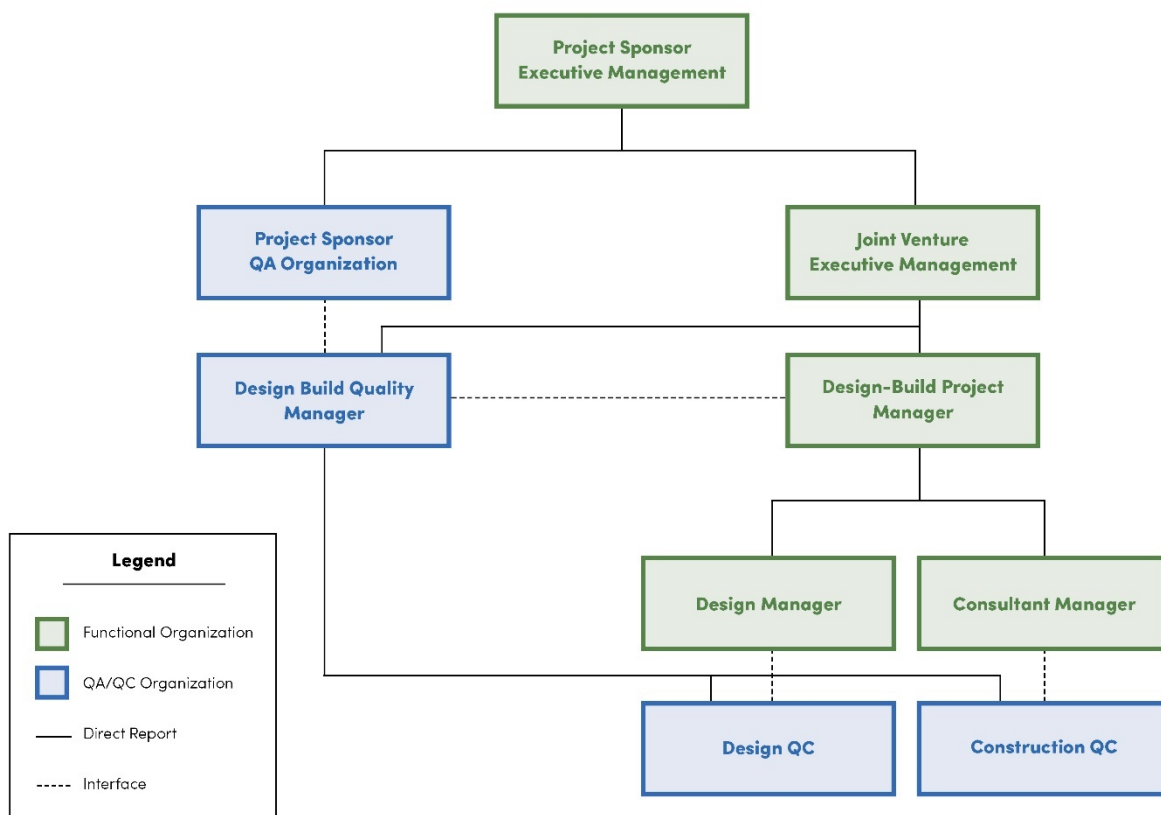 Project Sponsor
Executive Management
Project Sponsor
QA Organization
Joint Venture
Executive Management
Design Build Quality
Manager
Design-Build Project
Manager
Design Manager
Consultant Manager
Design QC
Construction QC
Legend
Functional Organization
QA/QC Organization
Direct Report
Interface